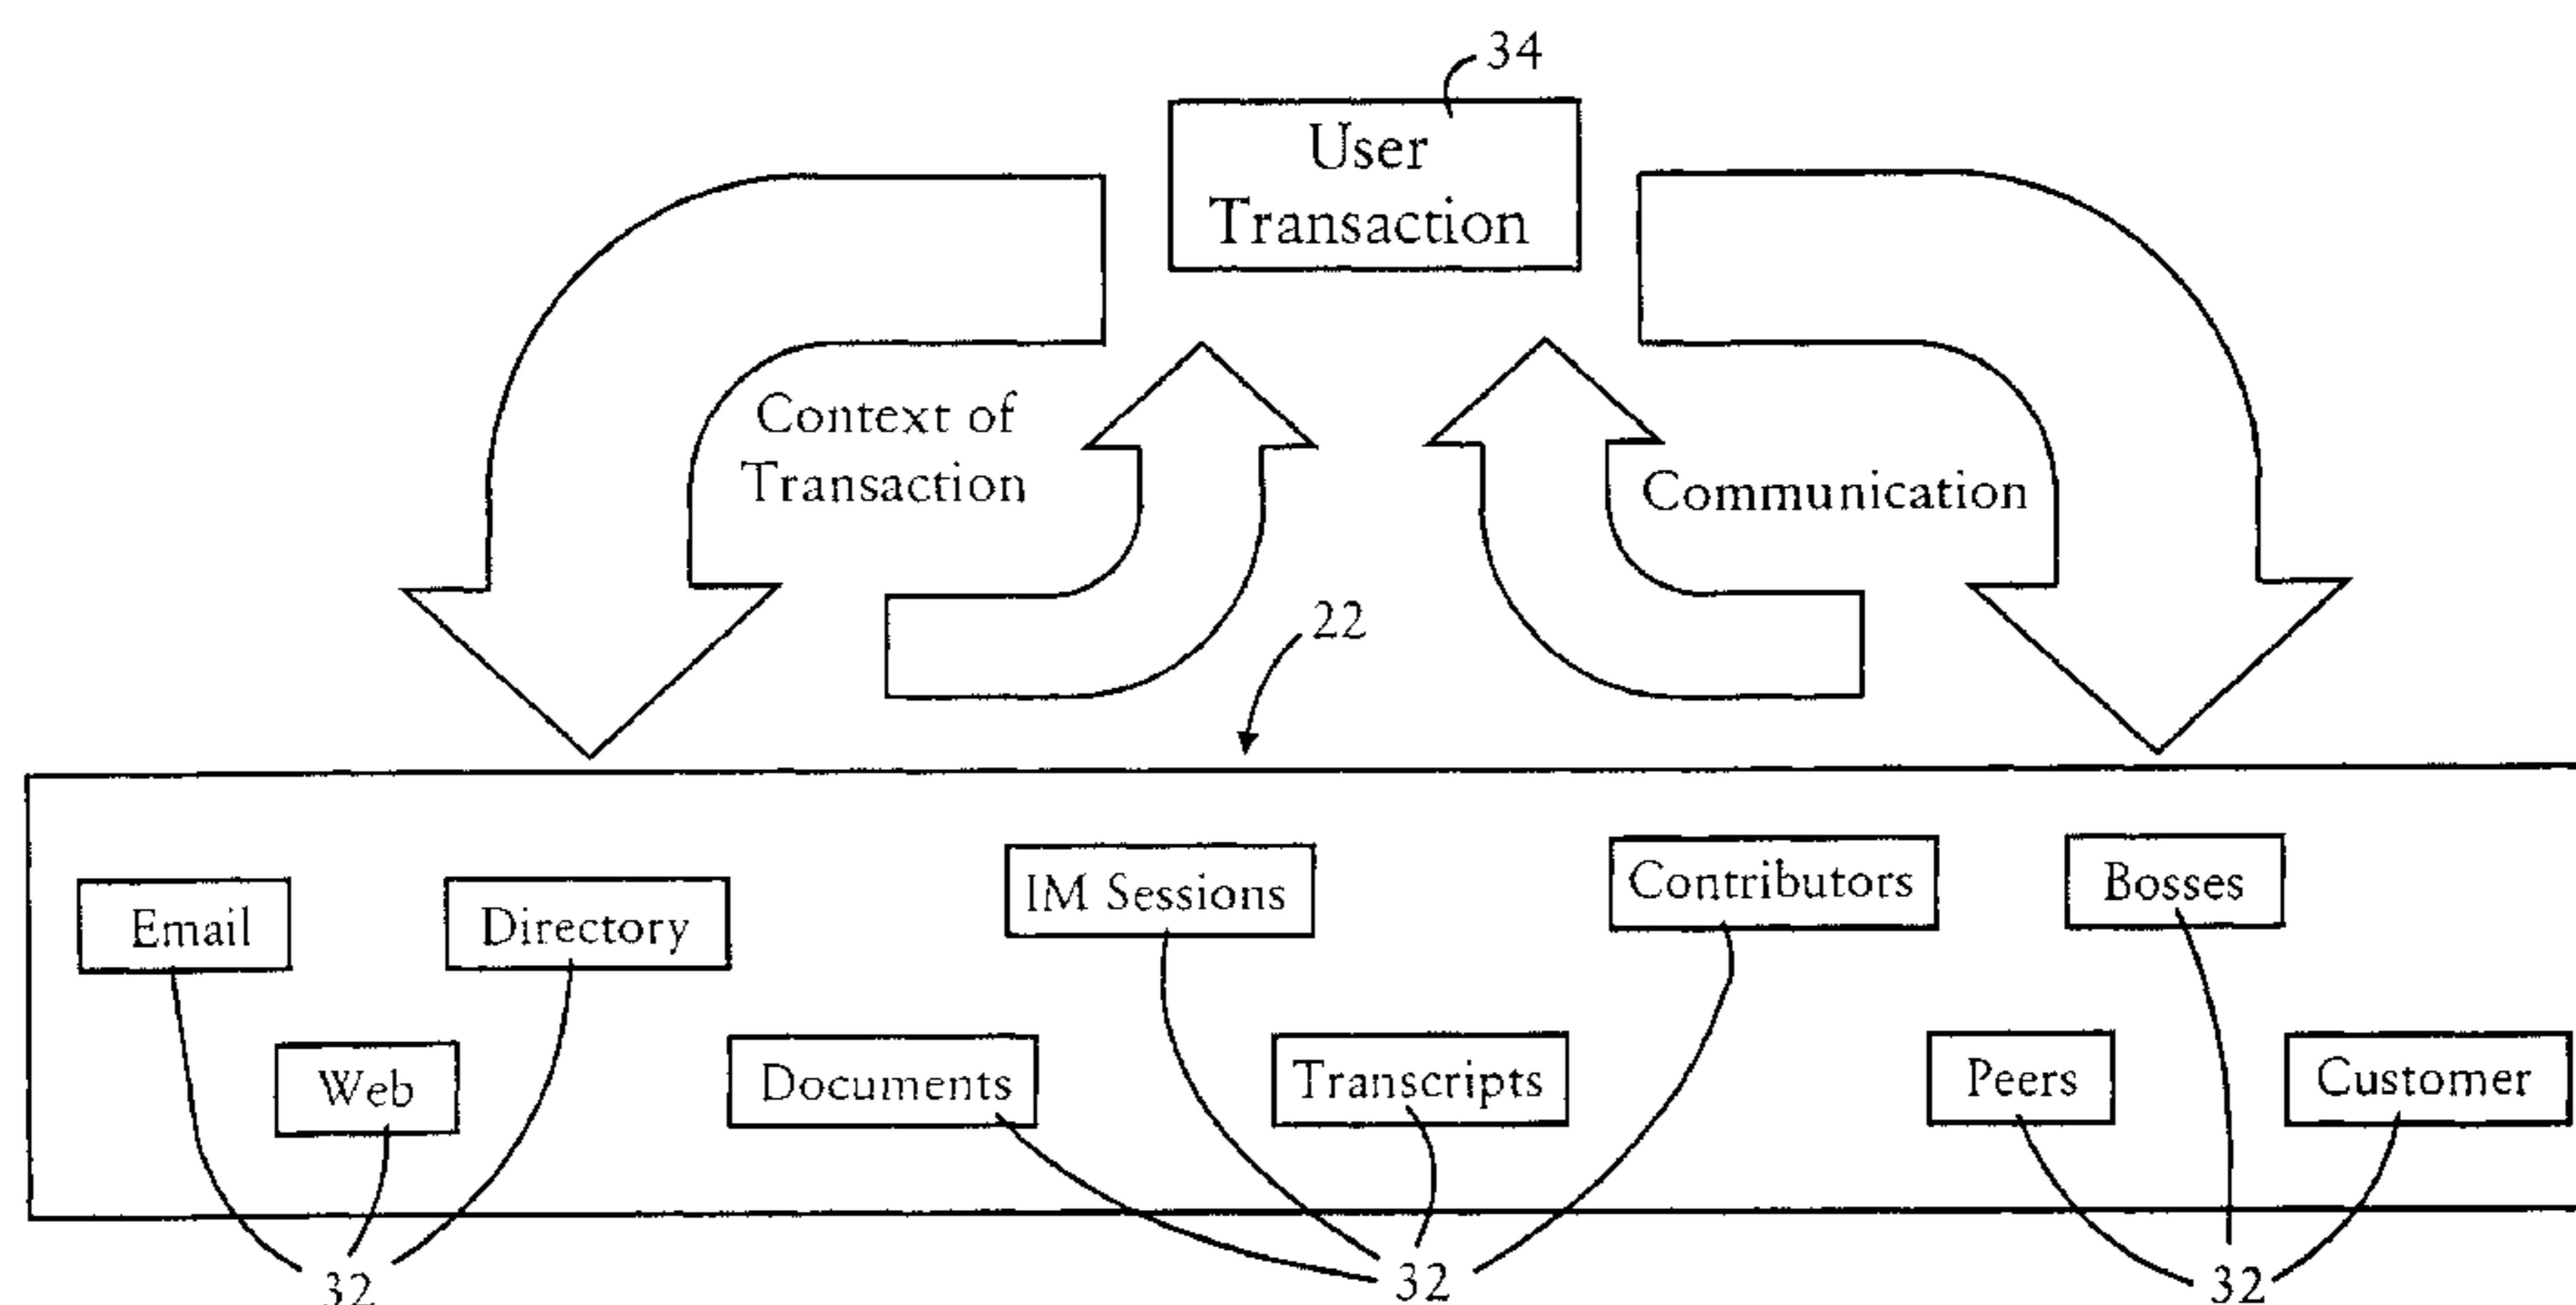 34
User
Transaction
Context of
Transaction
Communication
22
Email
Directory
IM Sessions
Contributors
Bosses
Web
Documents
Transcripts
Peers
Customer
32
32
32